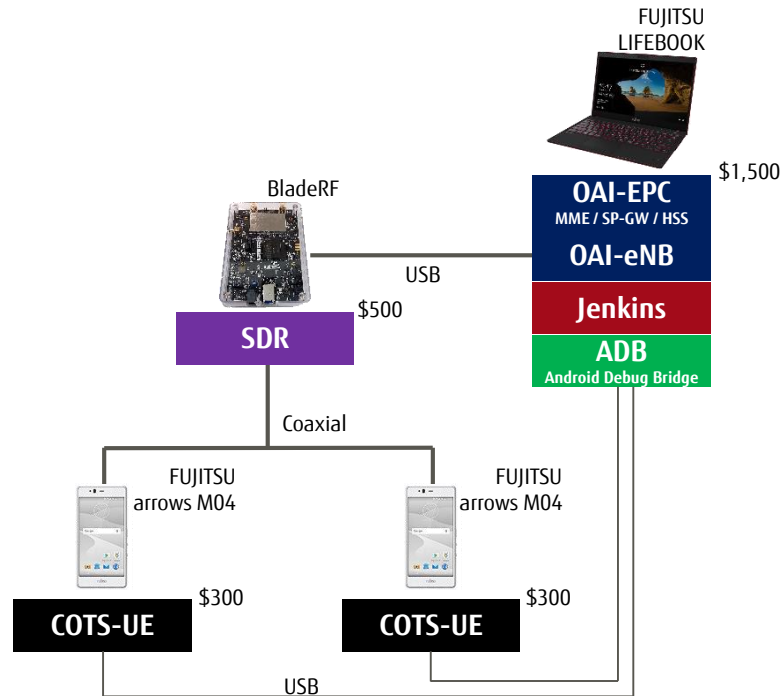 FUJITSU
LIFEBOOK
$1,500
OAI-EPC
MME / SP-GW / HSS
OAI-eNB
Jenkins
ADB
Android Debug Bridge
BladeRF
USB
$500
SDR
Coaxial
FUJITSU
arrows M04
$300
COTS-UE
FUJITSU
arrows M04
$300
COTS-UE
USB